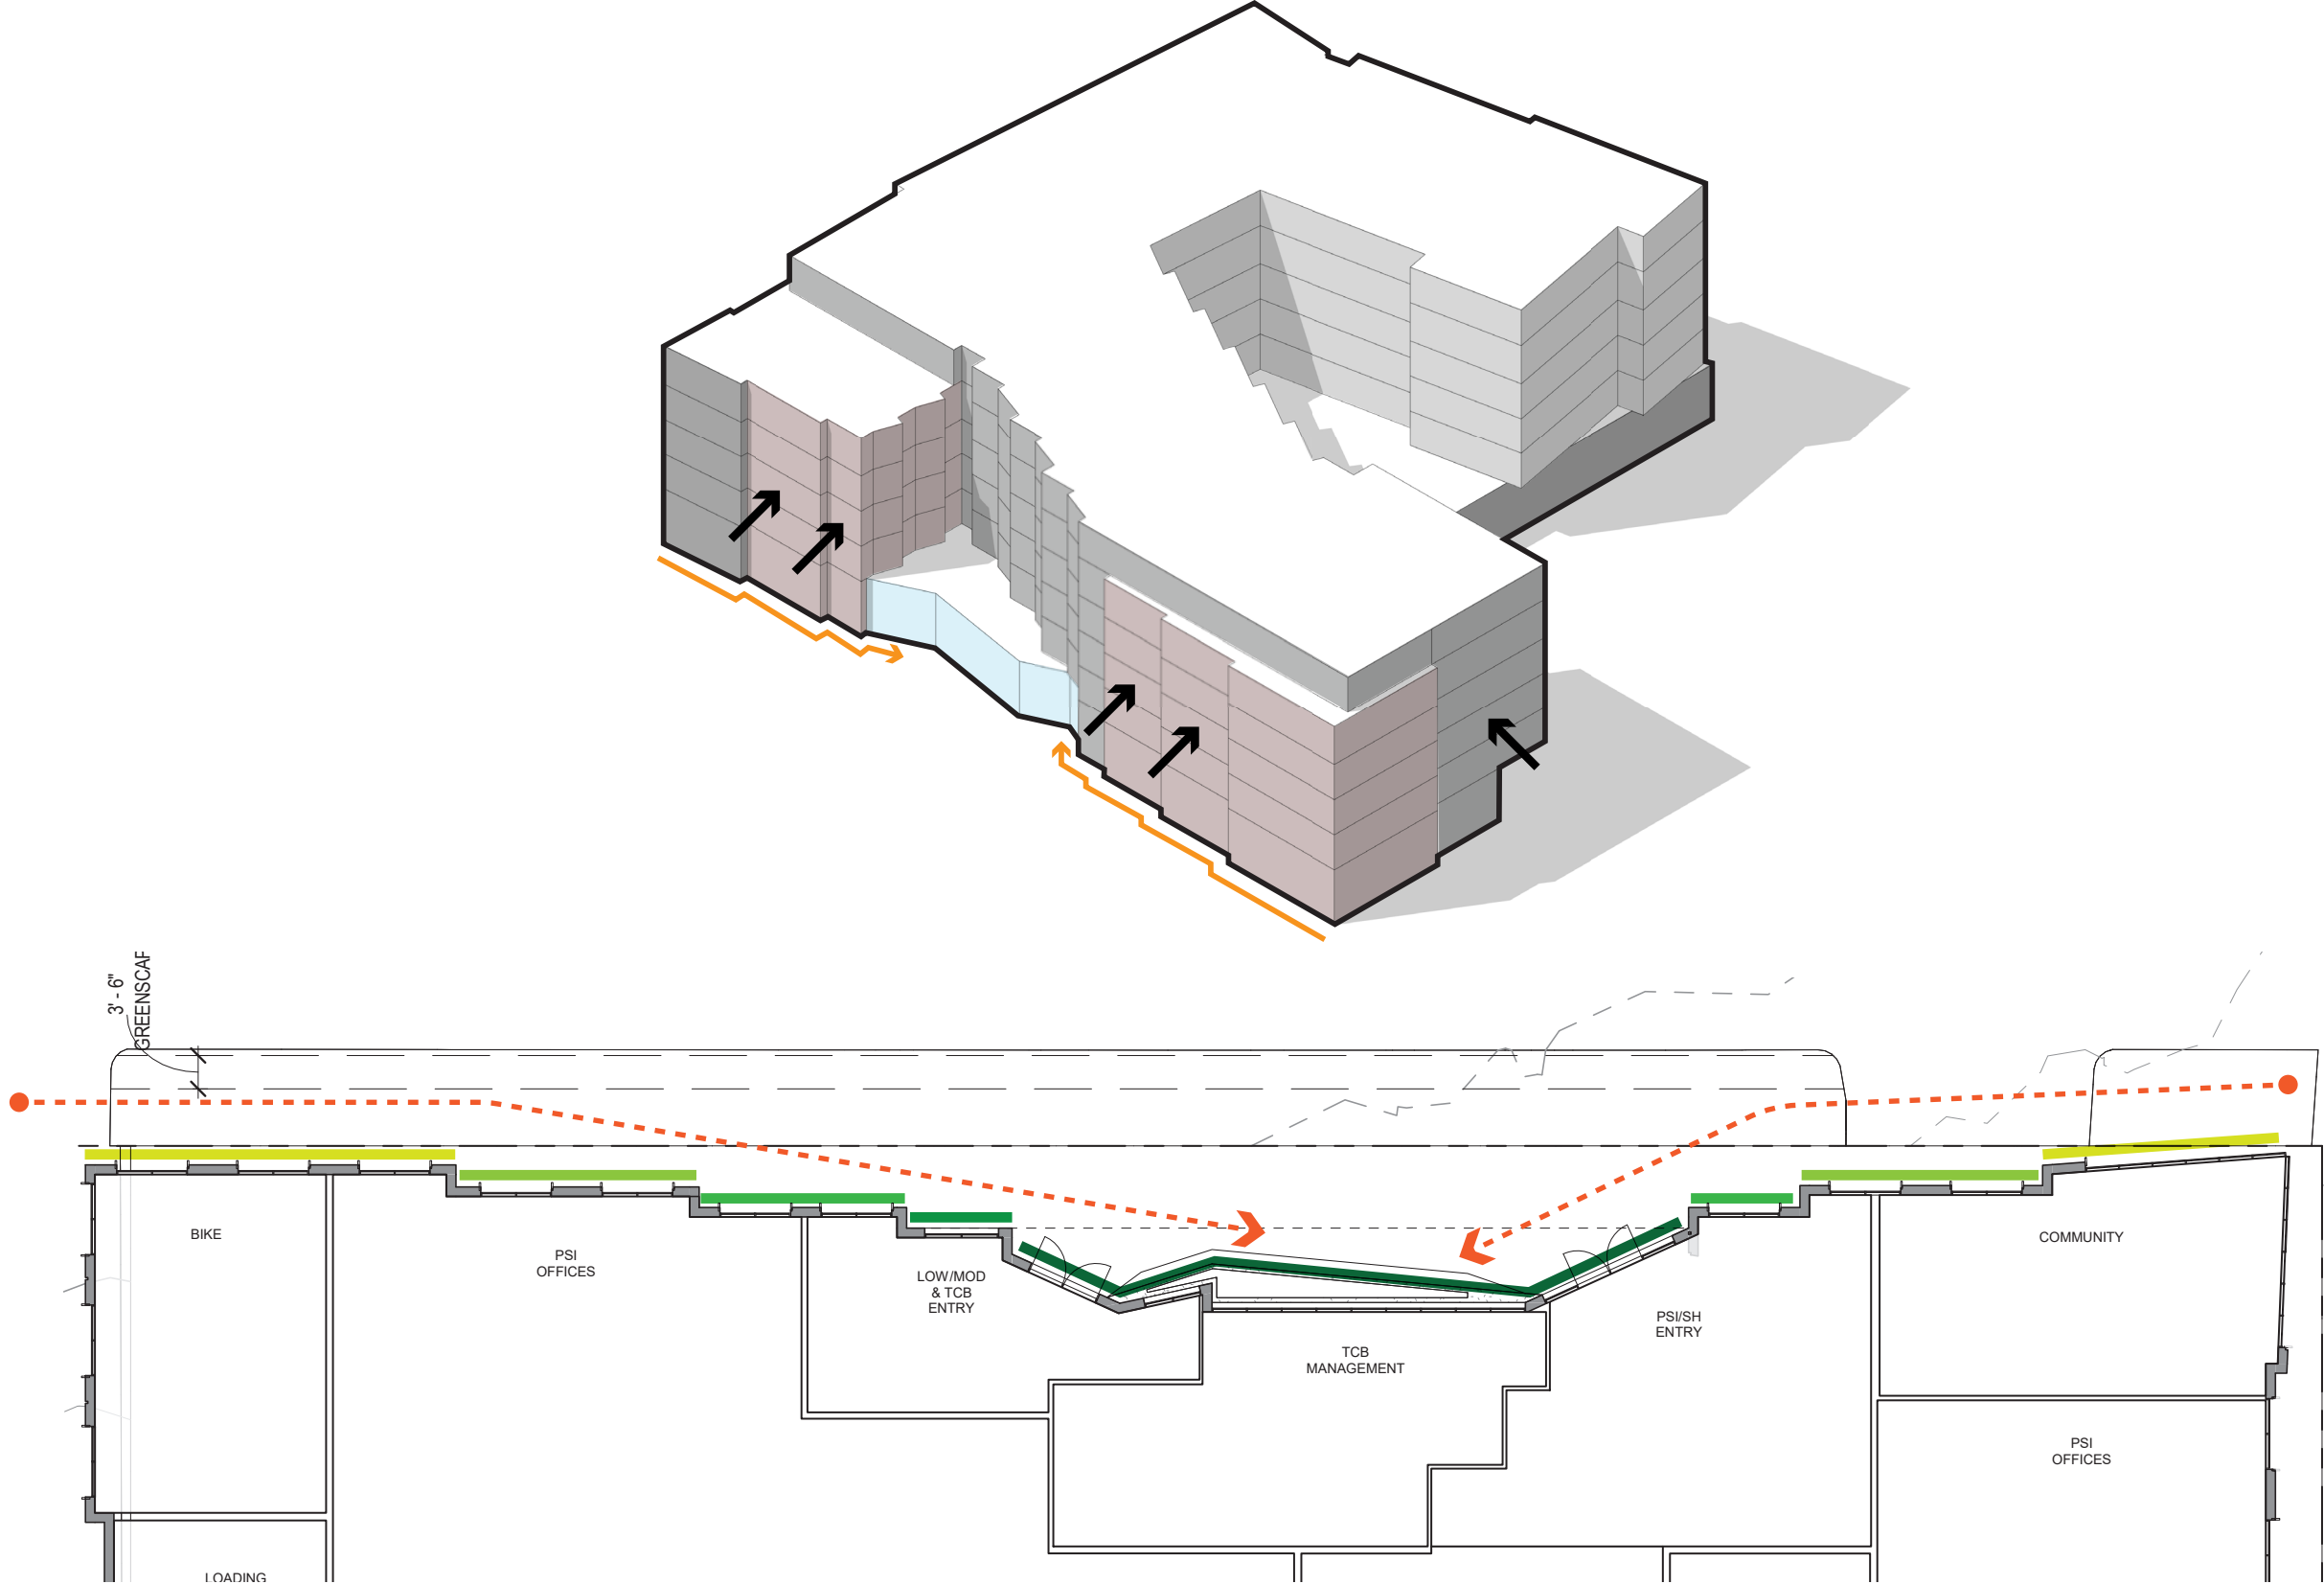 3' - 6"
GREENSCAF
BIKE
PSI
OFFICES
LOW/MOD
& TCB
ENTRY
TCB
MANAGEMENT
PSI/SH
ENTRY
COMMUNITY
PSI
OFFICES
LOADING